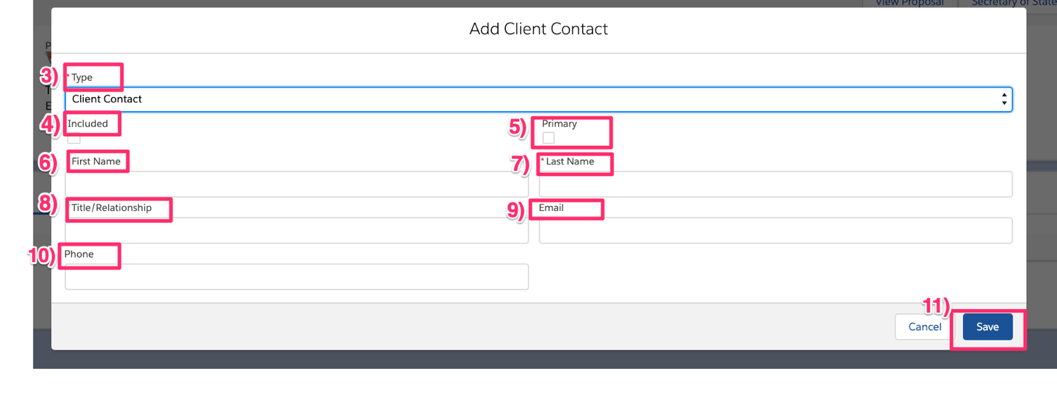 View Proposal Secretary of State
Add Client Contact
3) * Type
Client Contact
4) Included 5) Primary
6) First Name 7) * Last Name
8) Title/Relationship 9) Email
10) Phone
11)
Cancel Save